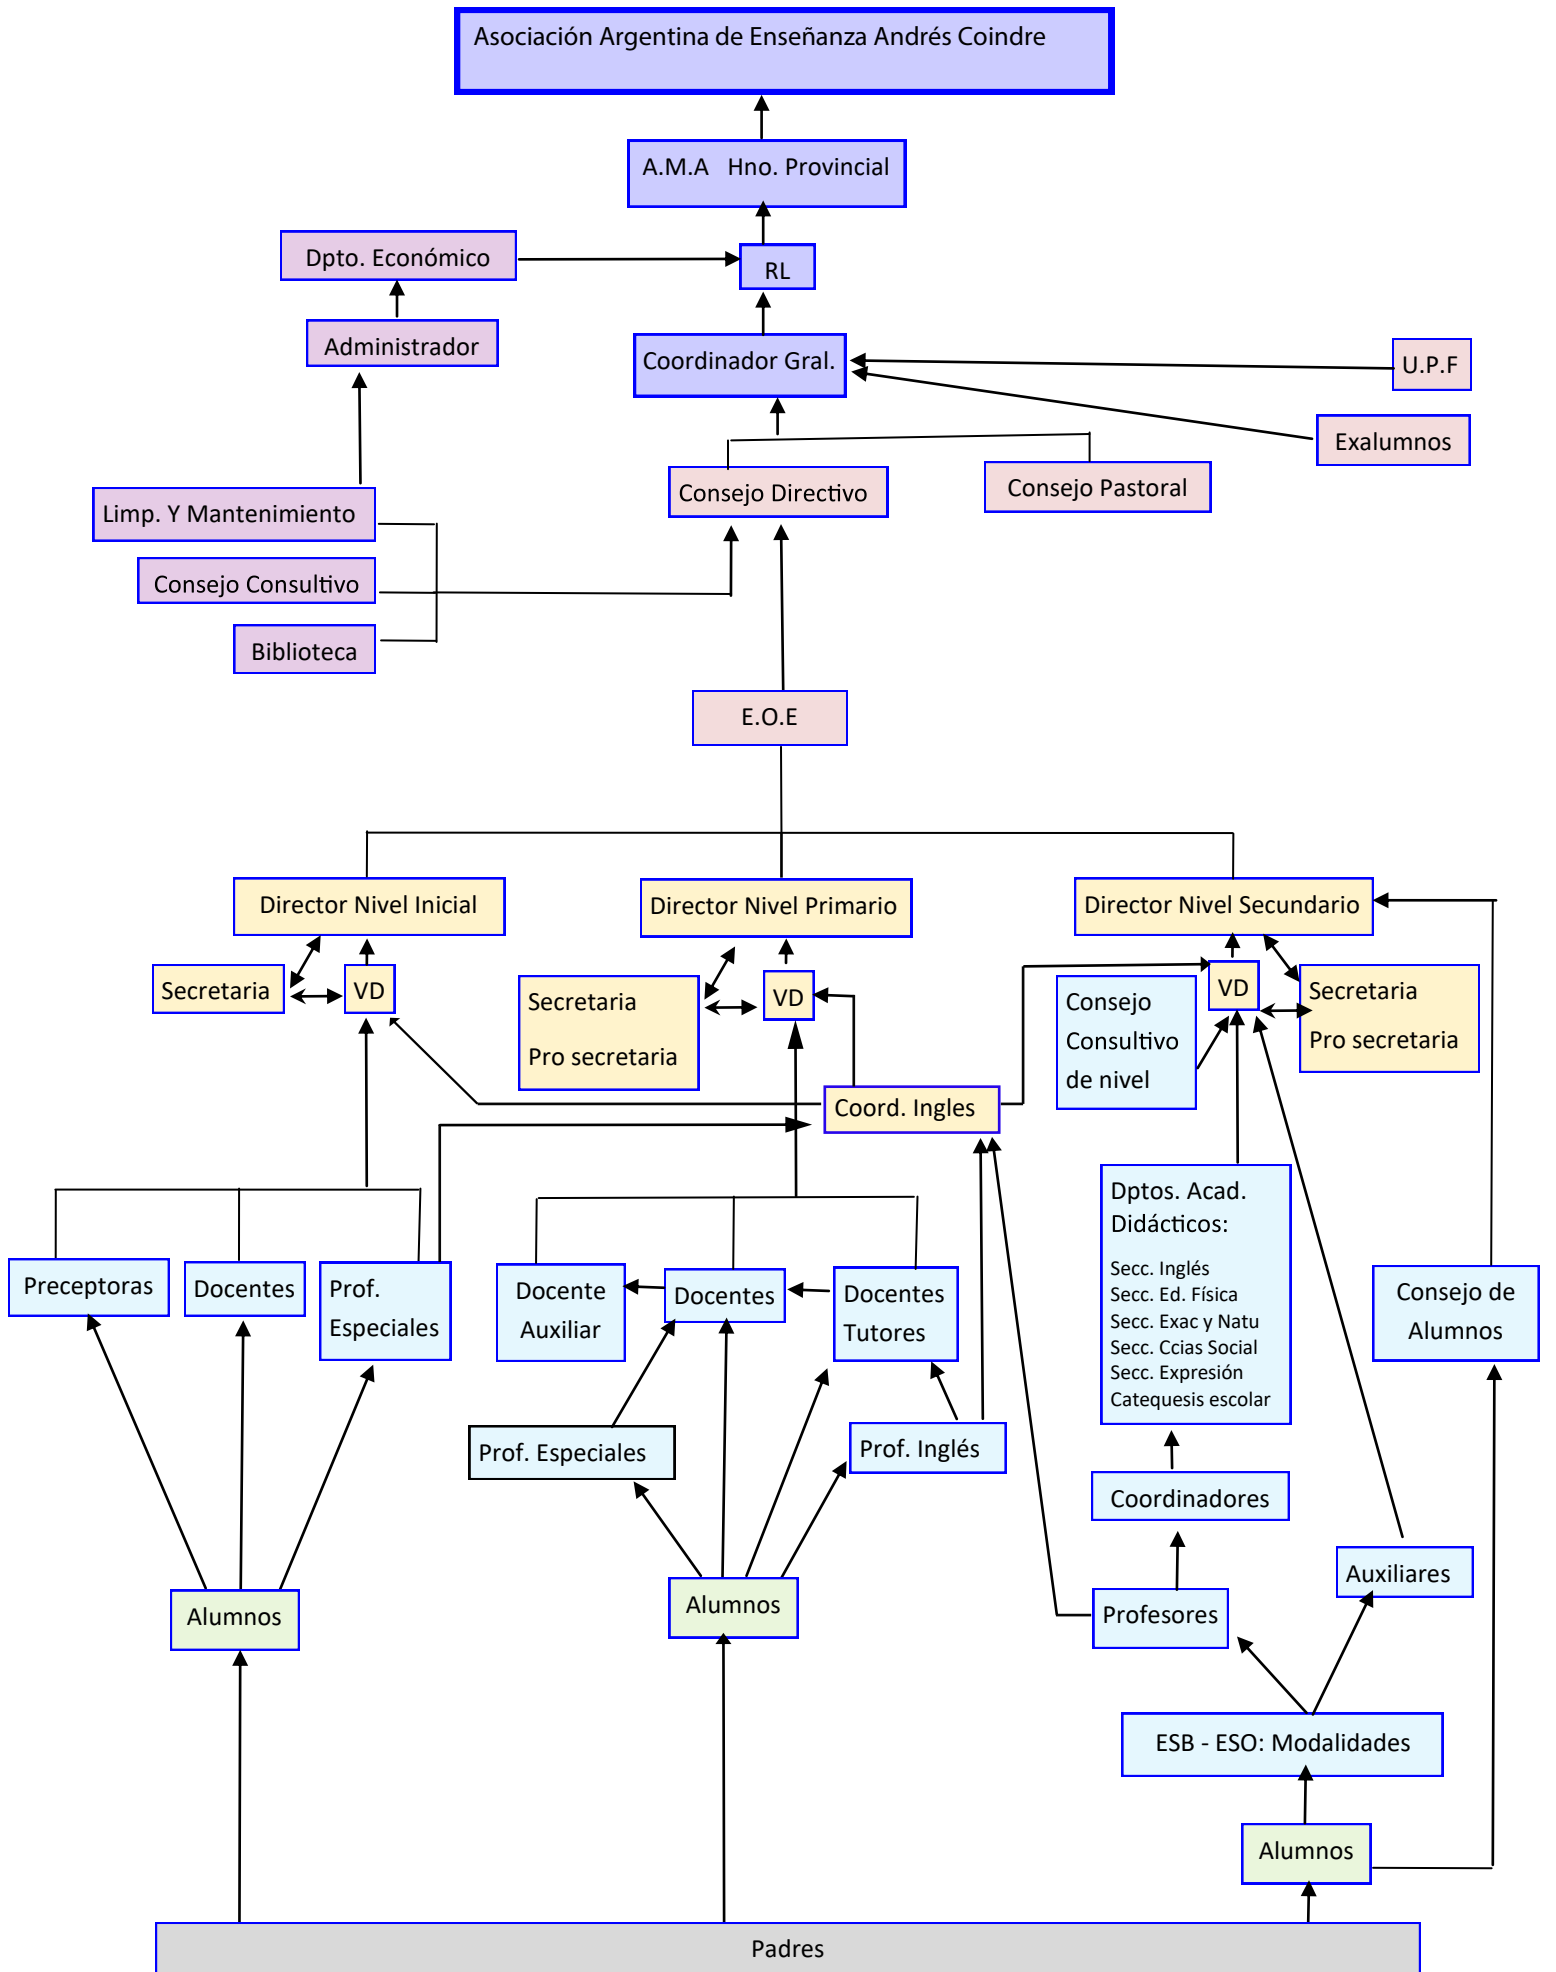 Asociación Argentina de Enseñanza Andrés Coindre
A.M.A   Hno. Provincial
Dpto. Económico
RL
Administrador
Coordinador Gral.
U.P.F
Exalumnos
Consejo Directivo
Consejo Pastoral
Limp. Y Mantenimiento
Consejo Consultivo
Biblioteca
E.O.E
Director Nivel Inicial
Director Nivel Primario
Director Nivel Secundario
Secretaria
VD
Secretaria
Pro secretaria
VD
Consejo
Consultivo
de nivel
VD
Secretaria
Pro secretaria
Coord. Ingles
Preceptoras
Docentes
Prof.
Especiales
Docente
Auxiliar
Docentes
Docentes
Tutores
Dptos. Acad.
Didácticos:
Secc. Inglés
Secc. Ed. Física
Secc. Exac y Natu
Secc. Ccias Social
Secc. Expresión
Catequesis escolar
Consejo de
Alumnos
Prof. Especiales
Prof. Inglés
Coordinadores
Auxiliares
Alumnos
Alumnos
Profesores
ESB - ESO: Modalidades
Alumnos
Padres